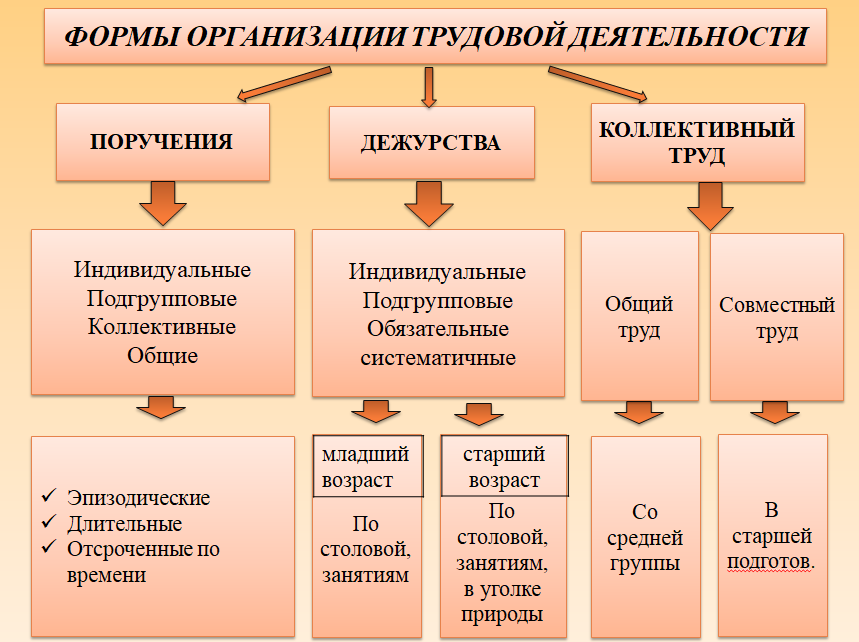 ФОРМЫ ОРГАНИЗАЦИИ ТРУДОВОЙ ДЕЯТЕЛЬНОСТИ
ПОРУЧЕНИЯ
ДЕЖУРСТВА
КОЛЛЕКТИВНЫЙ
ТРУД
Индивидуальные
Подгрупповые
Коллективные
Общие
Индивидуальные
Подгрупповые
Обязательные
систематичные
Общий
труд
Совместный
труд
✓ Эпизодические
✓ Длительные
✓ Отсроченные по
времени
младший
возраст
По
столовой,
занятиям
старший
возраст
По
столовой,
занятиям,
в уголке
природы
Со
средней
группы
В
старшей
подготов.